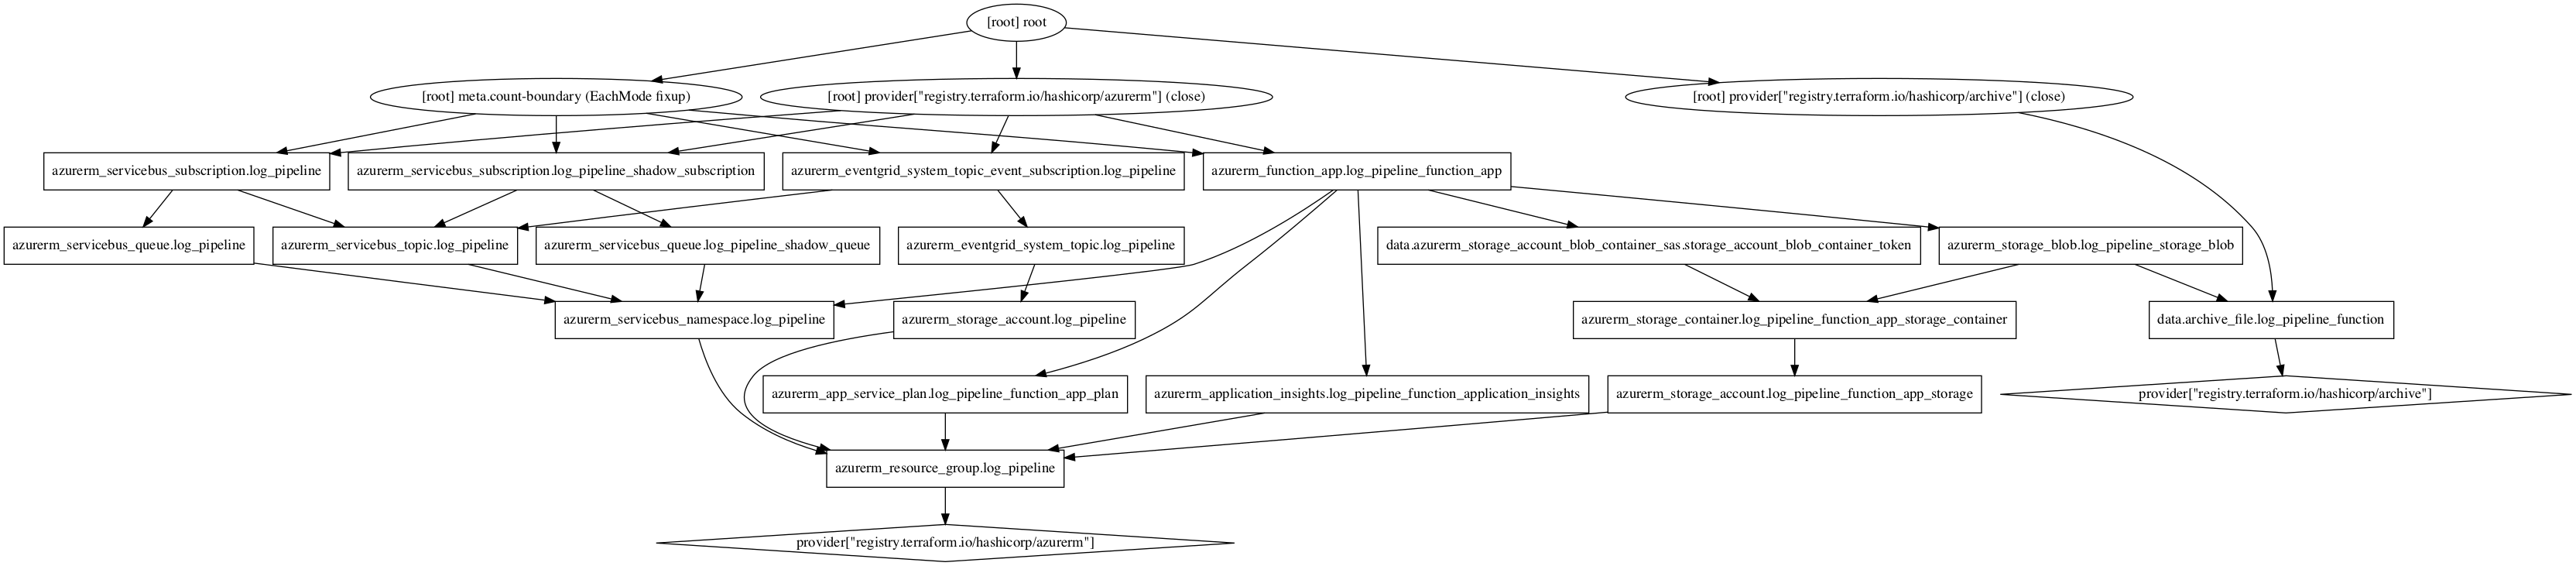 [root] root
[root] meta.count-boundary (EachMode fixup)
[root] provider["registry.terraform.io/hashicorp/azurerm"] (close)
[root] provider["registry.terraform.io/hashicorp/archive"] (close)
azurerm_servicebus_subscription.log_pipeline
azurerm_servicebus_subscription.log_pipeline_shadow_subscription
azurerm_eventgrid_system_topic_event_subscription.log_pipeline
azurerm_function_app.log_pipeline_function_app
azurerm_servicebus_queue.log_pipeline
azurerm_servicebus_topic.log_pipeline
azurerm_servicebus_queue.log_pipeline_shadow_queue
azurerm_eventgrid_system_topic.log_pipeline
data.azurerm_storage_account_blob_container_sas.storage_account_blob_container_token
azurerm_storage_blob.log_pipeline_storage_blob
azurerm_servicebus_namespace.log_pipeline
azurerm_storage_account.log_pipeline
azurerm_storage_container.log_pipeline_function_app_storage_container
data.archive_file.log_pipeline_function
azurerm_app_service_plan.log_pipeline_function_app_plan
azurerm_application_insights.log_pipeline_function_application_insights
azurerm_storage_account.log_pipeline_function_app_storage
provider["registry.terraform.io/hashicorp/archive"]
azurerm_resource_group.log_pipeline
provider["registry.terraform.io/hashicorp/azurerm"]